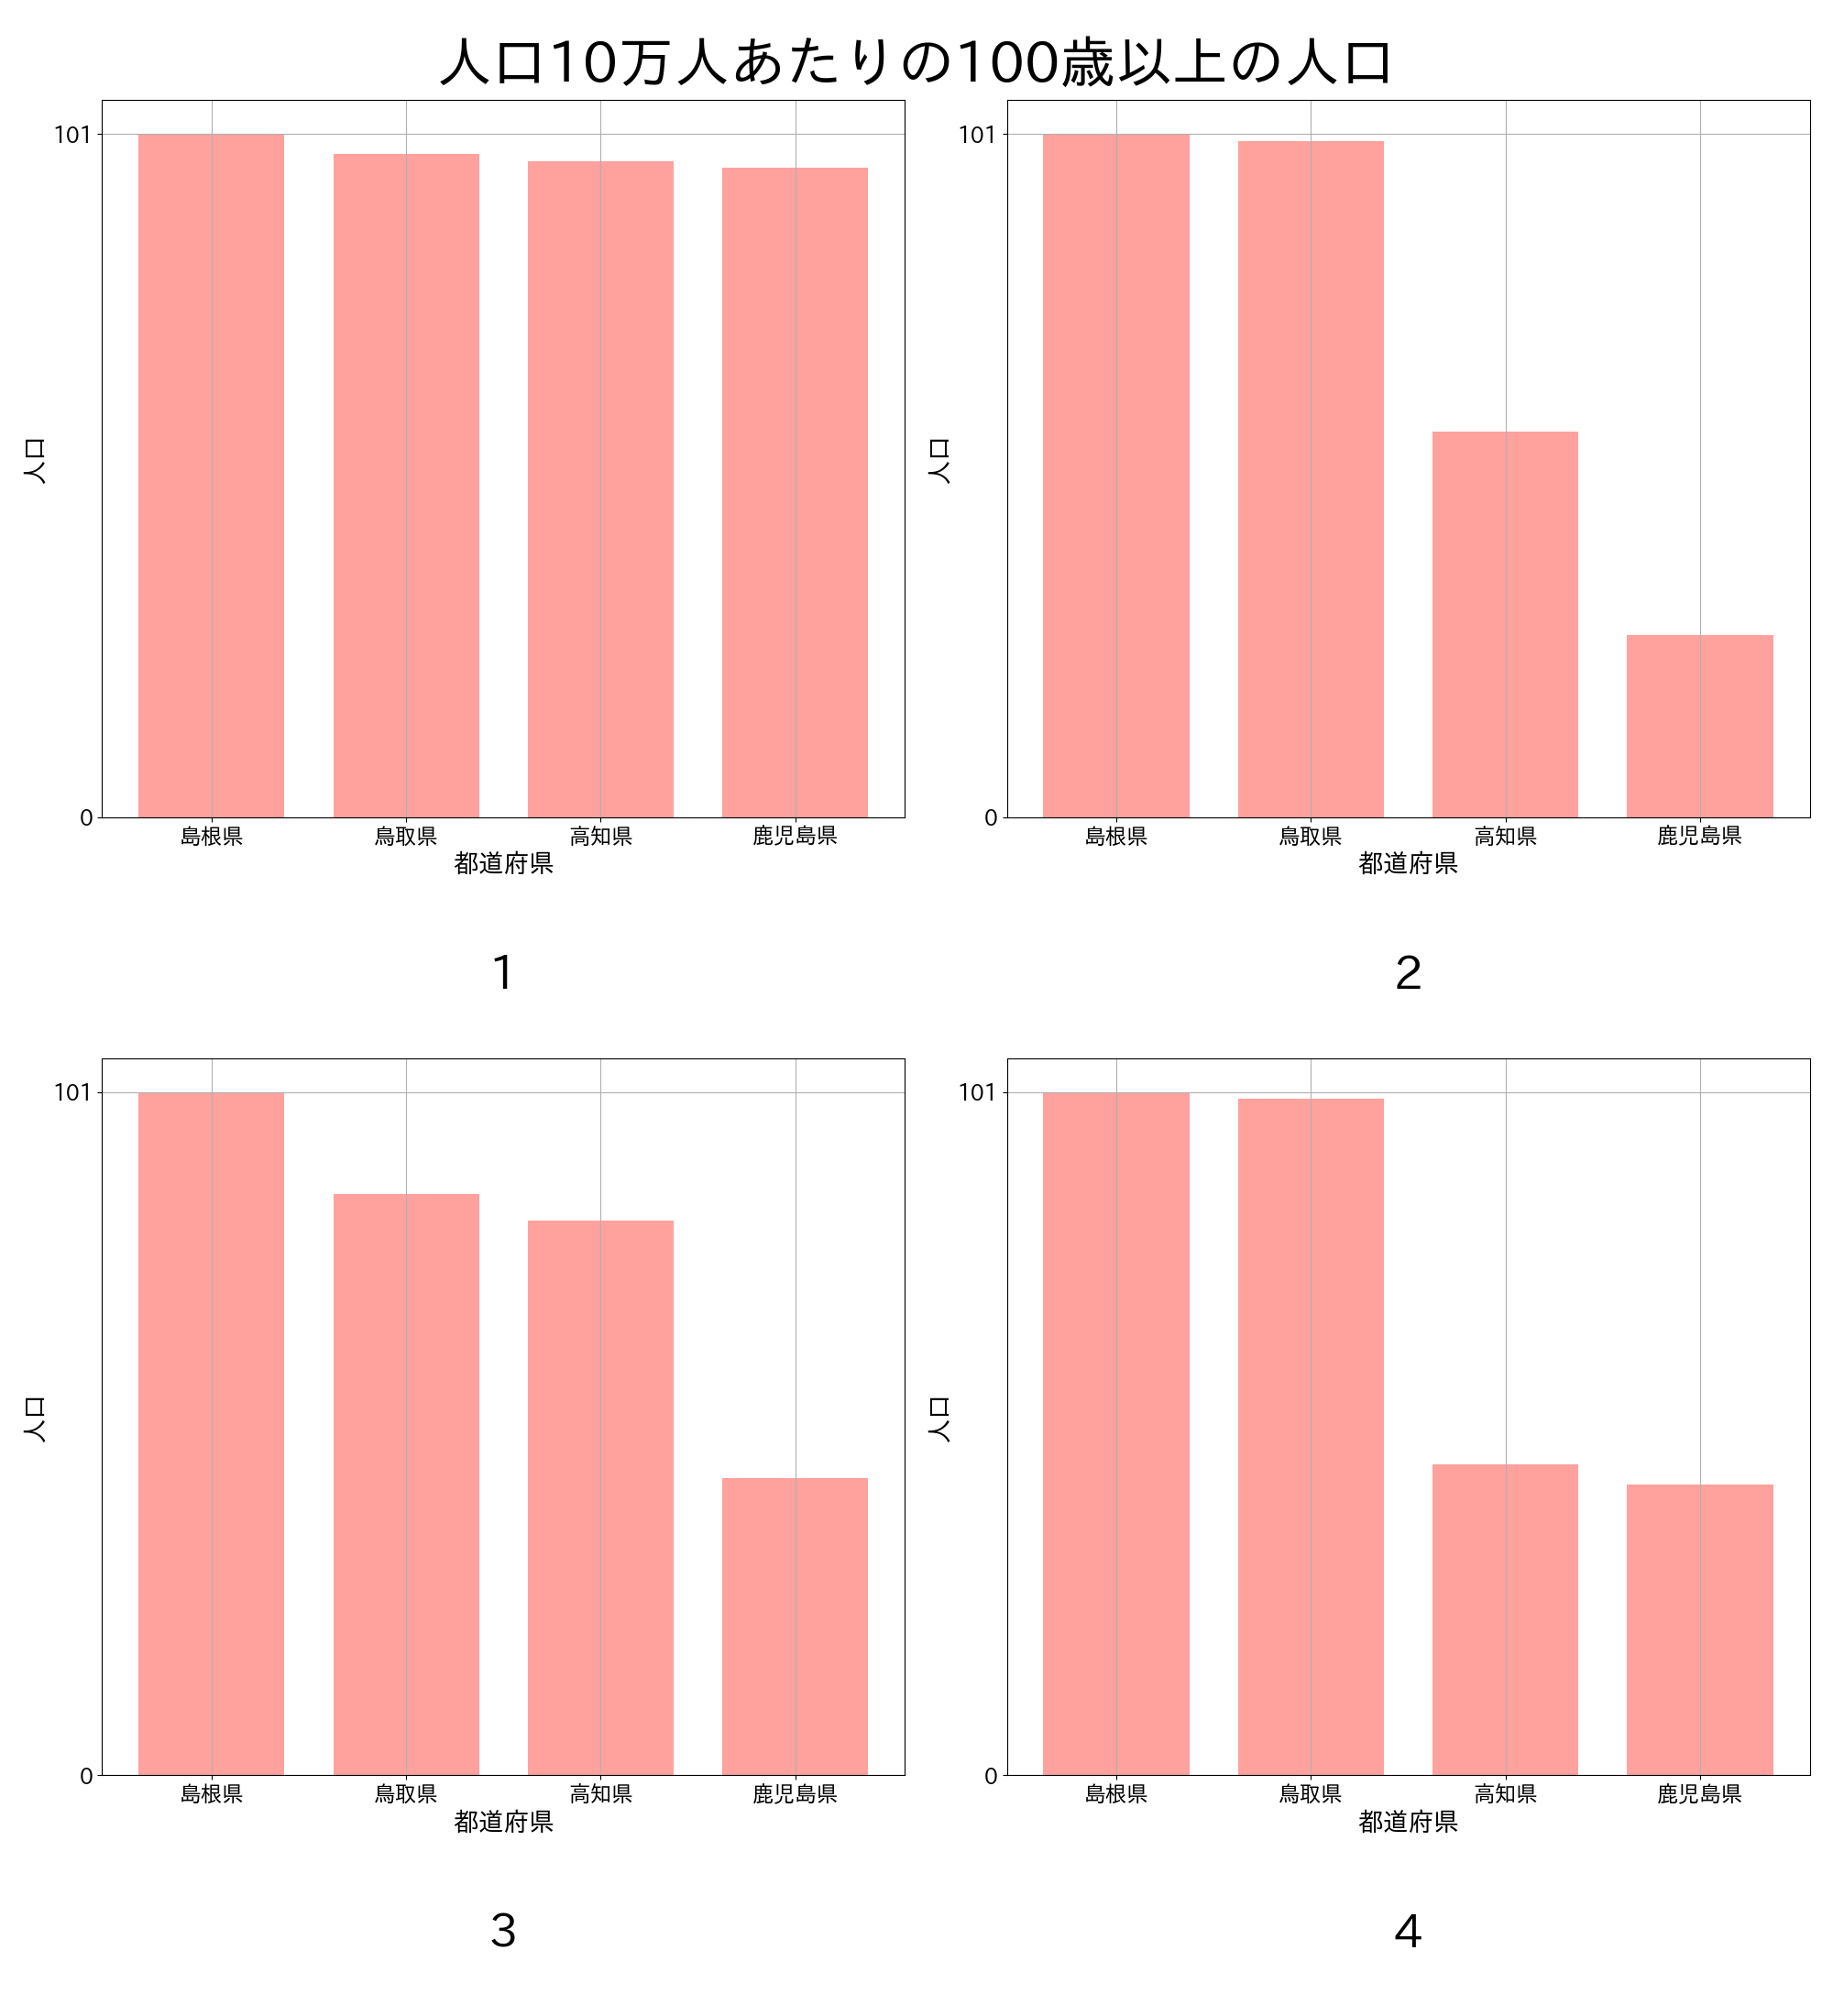 人口10万人あたりの100歳以上の人口
101
0
人口
島根県 鳥取県 高知県 鹿児島県
都道府県
1
101
0
人口
島根県 鳥取県 高知県 鹿児島県
都道府県
2
101
0
人口
島根県 鳥取県 高知県 鹿児島県
都道府県
3
101
0
人口
島根県 鳥取県 高知県 鹿児島県
都道府県
4